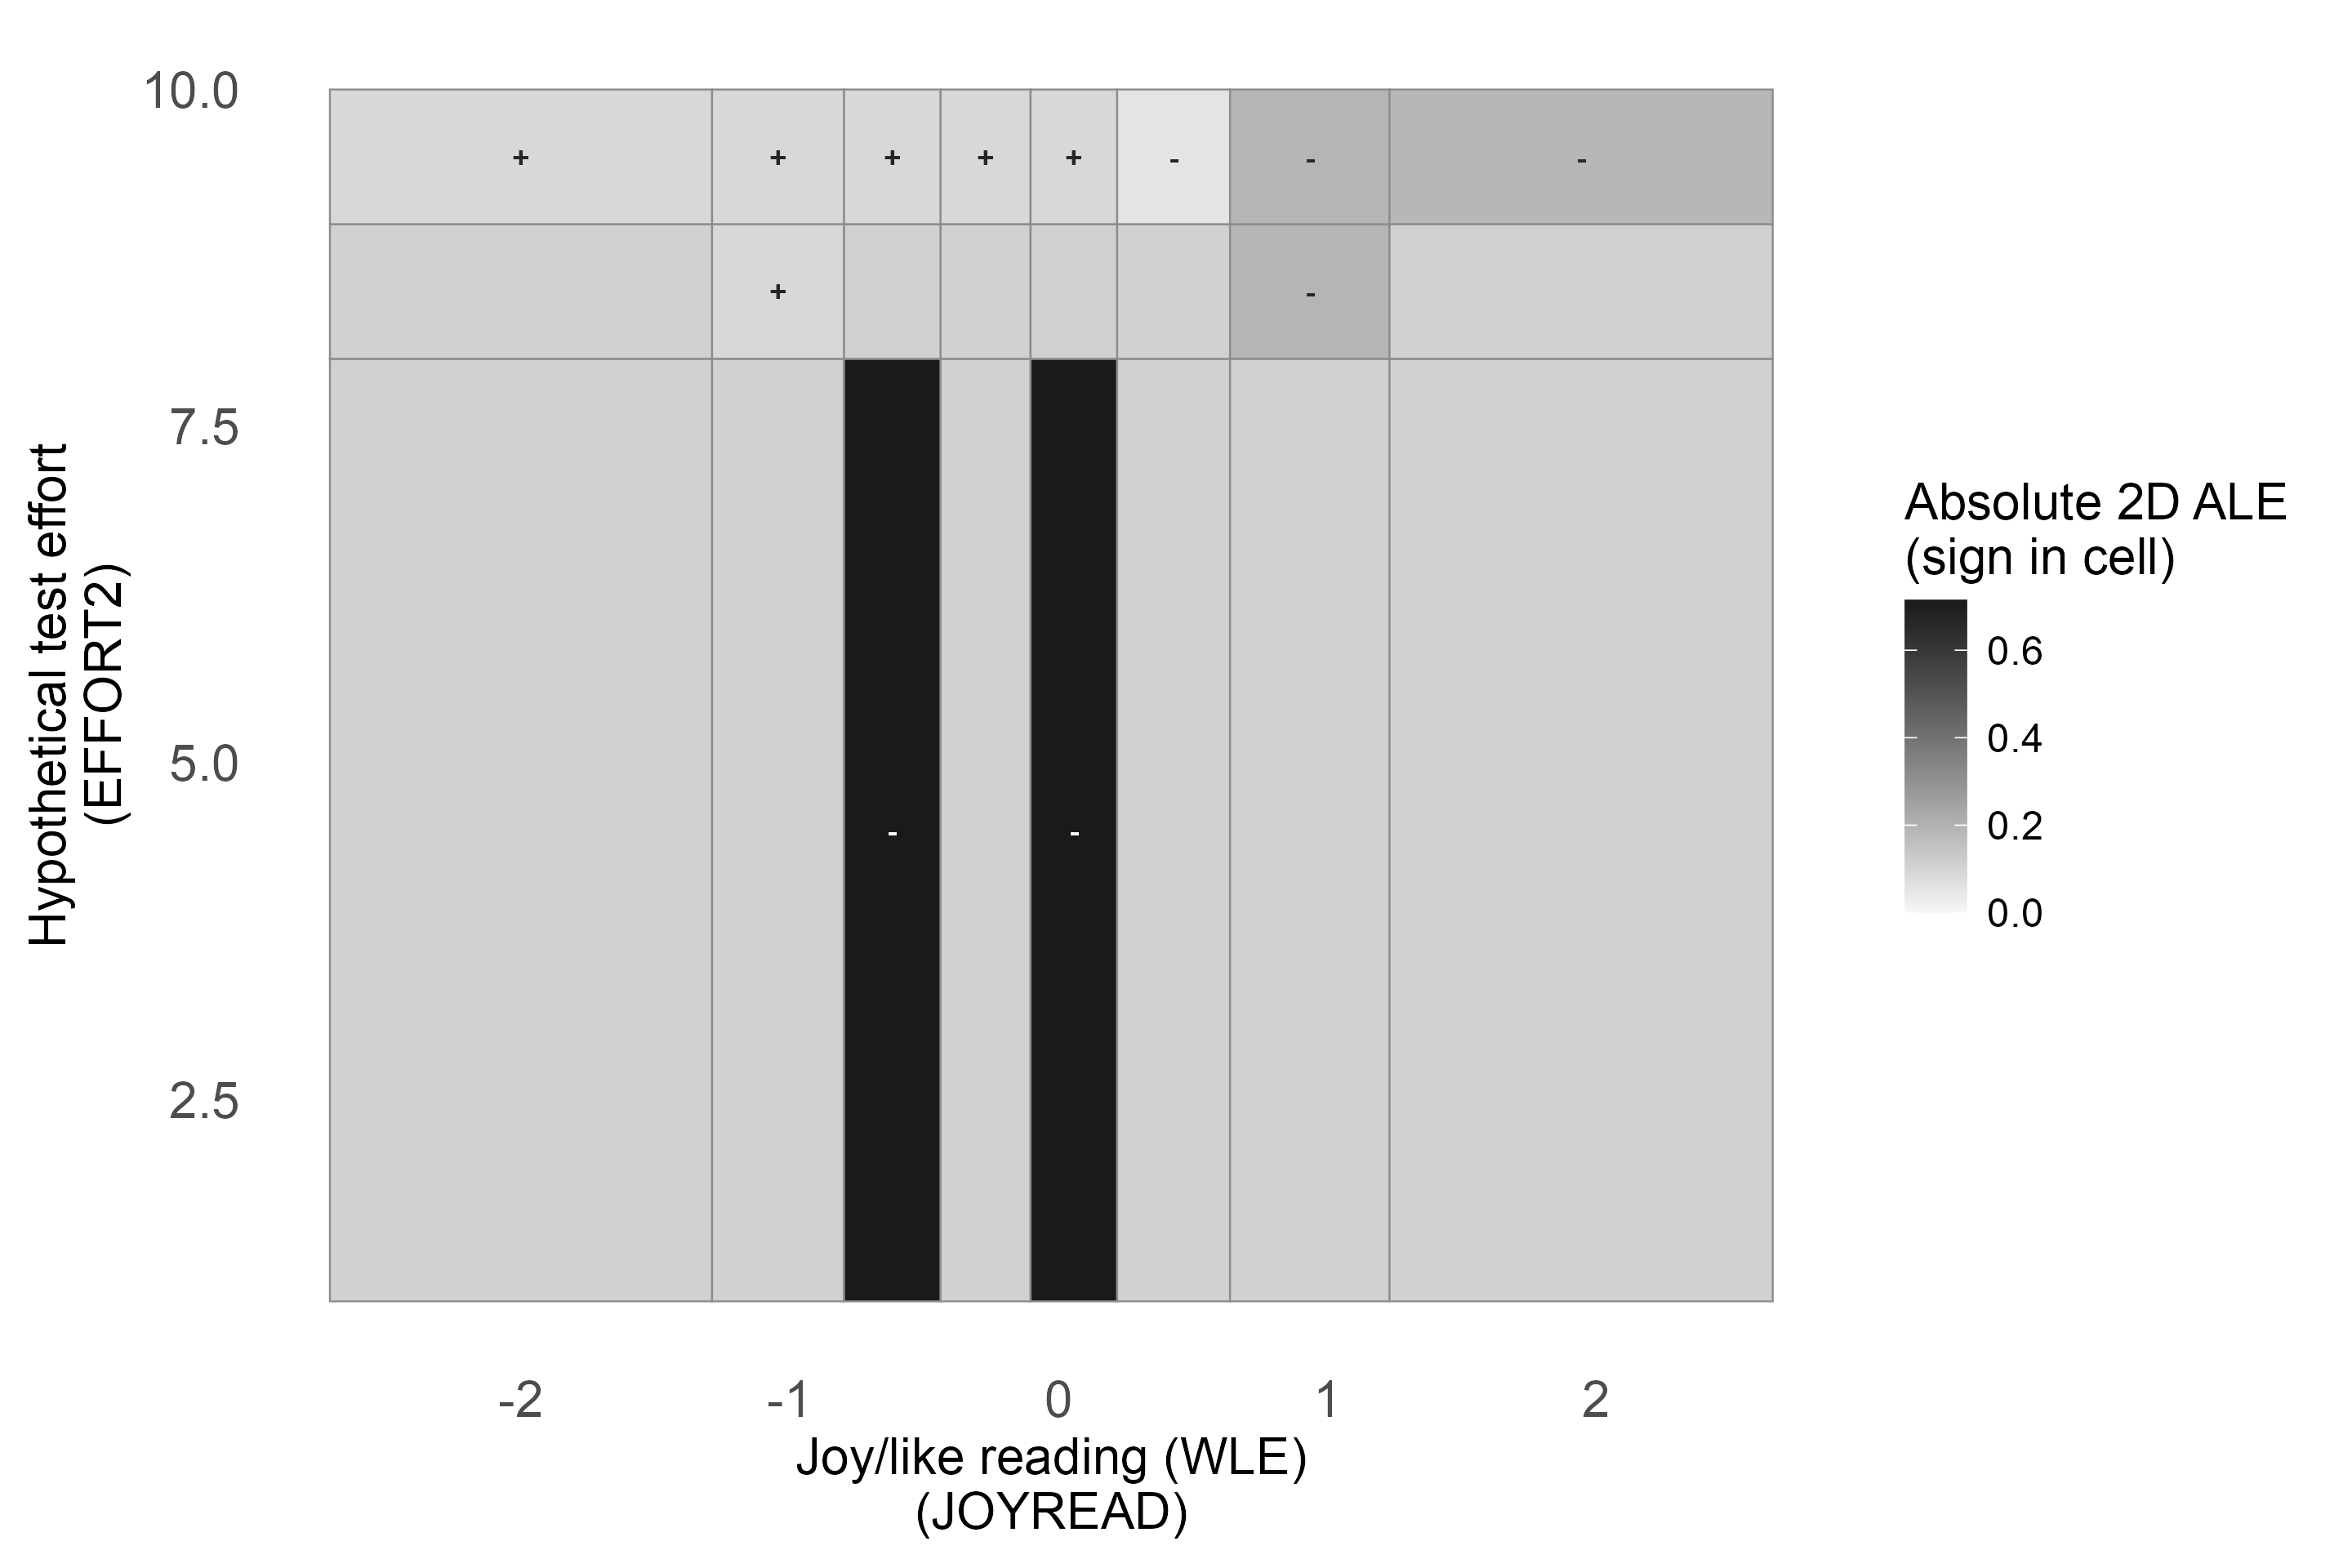 10.0
7.5
5.0
2.5
Hypothetical test effort
(EFFORT2)
+ + + + + - - -
+ -
- -
-2 -1 0 1 2
Joy/like reading (WLE)
(JOYREAD)
Absolute 2D ALE
(sign in cell)
0.6
0.4
0.2
0.0